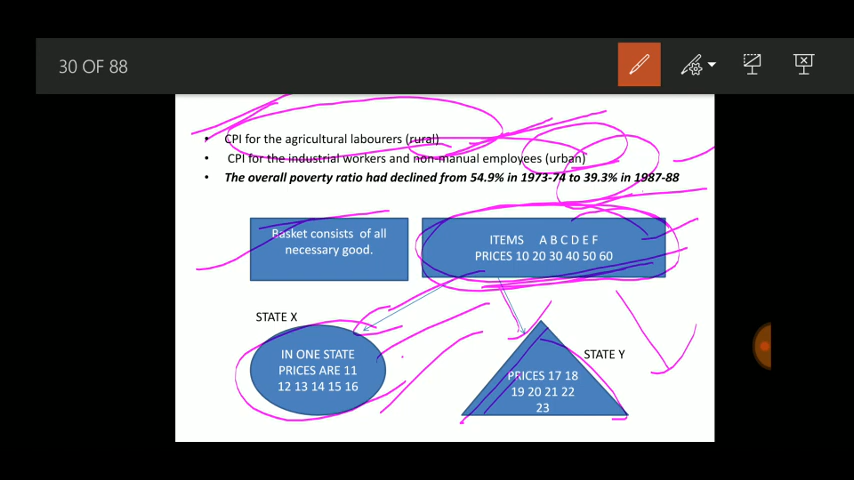 30 OF 88
• CPI for the agricultural labourers (rural)
• CPI for the industrial workers and non-manual employees (urban)
• The overall poverty ratio had declined from 54.9% in 1973-74 to 39.3% in 1987-88
Basket consists of all
necessary good.
ITEMS A B C D E F
PRICES 10 20 30 40 50 60
STATE X
IN ONE STATE
PRICES ARE 11
12 13 14 15 16
STATE Y
PRICES 17 18
19 20 21 22
23